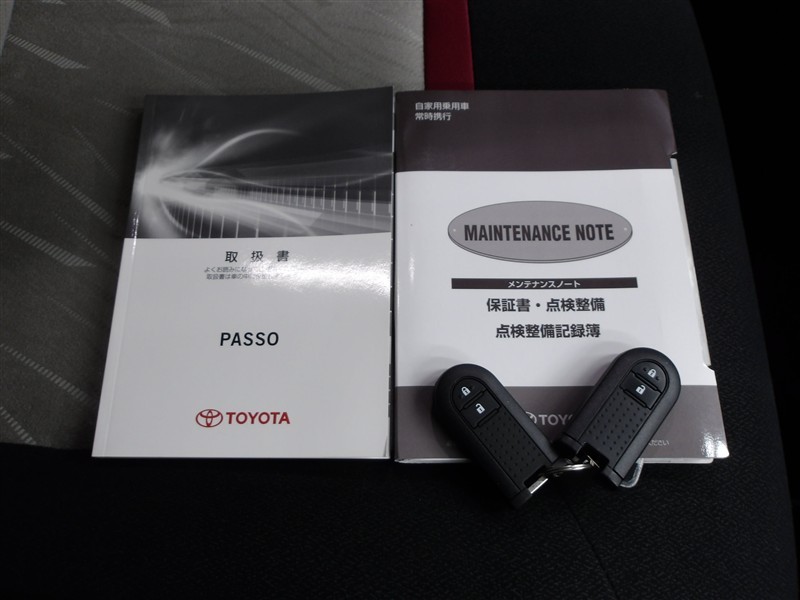 取扱書
PASSO
TOYOTA
自家用乗用車
常時携行
MAINTENANCE NOTE
メンテナンスノート
保証書・点検整備
点検整備記録簿